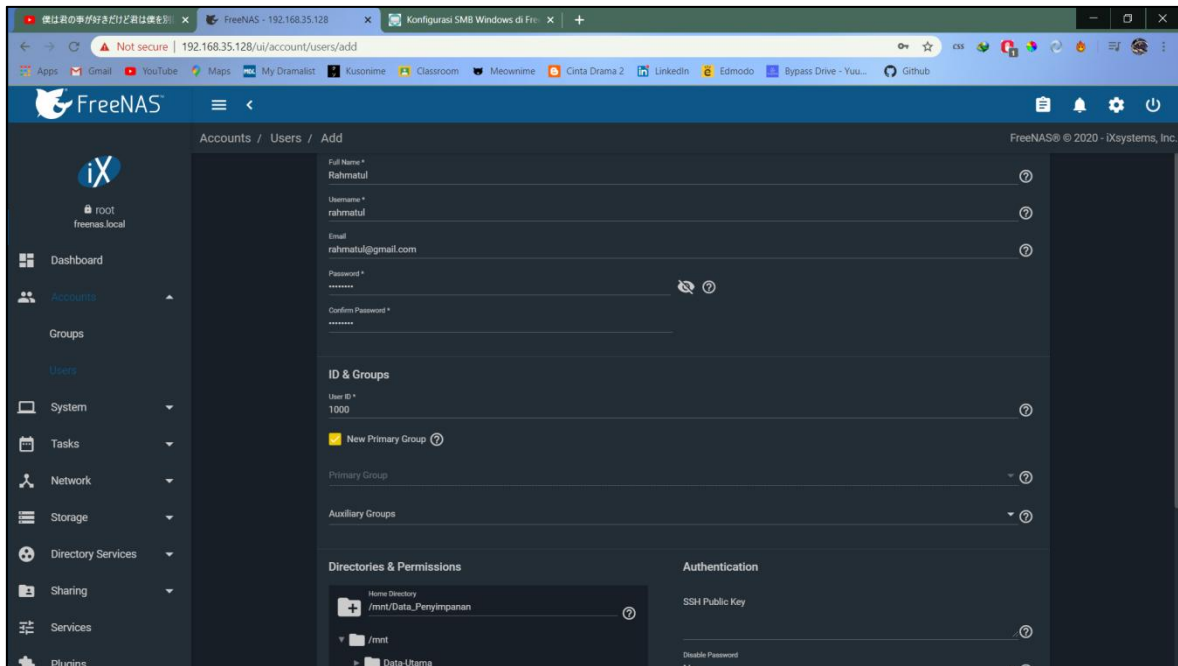 僕は君の事が好きだけど君は僕を別に
FreeNAS - 192.168.35.128
Konfigurasi SMB Windows di Fre
Not secure | 192.168.35.128/ui/account/users/add
Apps Gmail YouTube Maps My Dramalist Kusonime Classroom Meownime Cinta Drama 2 LinkedIn Edmodo Bypass Drive - Yuu... Github
FreeNAS
Accounts / Users / Add
FreeNAS® © 2020 - iXsystems, Inc.
iX
root
freenas.local
Dashboard
Accounts
Groups
Users
System
Tasks
Network
Storage
Directory Services
Sharing
Services
Plugins
Full Name *
Rahmatul
Username *
rahmatul
Email
rahmatul@gmail.com
Password *
••••••••
Confirm Password *
••••••••
ID & Groups
User ID *
1000
New Primary Group
Primary Group
Auxiliary Groups
Directories & Permissions
Home Directory
/mnt/Data_Penyimpanan
/mnt
Data-Utama
Authentication
SSH Public Key
Disable Password